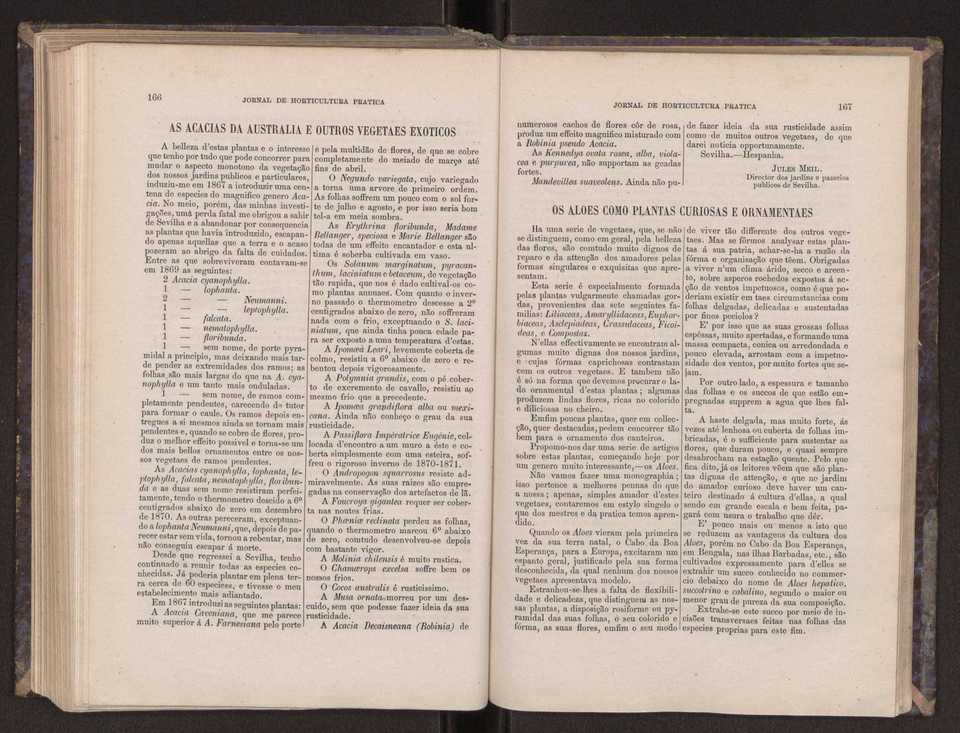 166
JORNAL DE HORTICULTURA PRATICA
AS ACACIAS DA AUSTRALIA E OUTROS VEGETAES EXOTICOS
A belleza d'estas plantas e o interesse
que tenho por tudo que pode concorrer para
mudar o aspecto monotono da vegetação
dos nossos jardins publicos e particulares,
induziu-me em 1867 a introduzir uma cen-
tena de especies do magnifico genero Aca-
cia. No meio, porém, das minhas investi-
gações, umá perda fatal me obrigou a sahir
de Sevilha e a abandonar por consequencia
as plantas que havia introduzido, escapan-
do apenas aquellas que a terra e o acaso
pozeram ao abrigo da falta de cuidados.
Entre as que sobreviveram contavam-se
em 1869 as seguintes:
2 Acacia cyanophylla.
1 — lophanta.
2 — — Neumanni.
1 — — leptophylla.
1 — falcata.
1 — nematophylla.
1 — floribunda.
1 — sem nome, de porte pyra-
midal a principio, mas deixando mais tar-
de pender as extremidades dos ramos; as
folhas são mais largas do que na A. cya-
nophylla e um tanto mais onduladas.
1 — sem nome, de ramos com-
pletamente pendentes, carecendo de tutor
para formar o caule. Os ramos depois en-
tregues a si mesmos ainda se tornam mais
pendentes e, quando se cobre de flores, pro-
duz o melhor effeito possivel e torna-se um
dos mais bellos ornamentos entre os nos-
sos vegetaes de ramos pendentes.
As Acacias cyanophylla, lophanta, le-
ptophylla, falcata, nematophylla, floribun-
da e as duas sem nome resistiram perfei-
tamente, tendo o thermometro descido a 6º
centigrados abaixo de zero em dezembro
de 1870. As outras pereceram, exceptuan-
do a lophanta Neumanni, que, depois de pa-
recer estar sem vida, tornou a rebentar, mas
não conseguiu escapar á morte.
Desde que regressei a Sevilha, tenho
continuado a reunir todas as especies co-
nhecidas. Já poderia plantar em plena ter-
ra cerca de 60 especies, e tivesse o meu
estabelecimento mais adiantado.
Em 1867 introduzi as seguintes plantas:
A Acacia Caveniana, que me parece
muito superior á A. Farnesana pelo porte
e pela multidão de flores, de que se cobre
completamente do meiado de março até
fins de abril.
O Negundo variegata, cujo variegado
a torna uma arvore de primeiro ordem.
As folhas soffrem um pouco com o sol for-
te de julho e agosto, e por isso seria bom
tel-a em meia sombra.
As Erythrina floribunda, Madame
Bellanger, speciosa e Marie Bellanger são
todas de um effeito encantador e esta ul-
tima é soberba cultivada em vaso.
Os Solanum marginatum, pyracan-
thum, laciniatum e betaceum, de vegetação
tão rapida, que nos é dado cultival-os co-
mo plantas annuaes. Com quanto o inver-
no passado o thermometro descesse a 2º
centigrados abaixo de zero, não soffreram
nada com o frio, exceptuando o S. laci-
niatum, que ainda tinha pouca edade pa-
ra ser exposto a uma temperatura d'estas.
A Ipomœa Leari, levemente coberta de
colmo, resistiu a 6º abaixo de zero e re-
bentou depois vigorosamente.
A Polymnia grandis, com o pé cober-
to de excremento de cavallo, resistiu ao
mesmo frio que a precedente.
A Ipomœa grandiflora alba ou mexi-
cana. Ainda não conheço o grau da sua
rusticidade.
A Passiflora Impératrice Eugénie, col-
locada d'encontro a um muro a éste e co-
berta simplesmente com uma esteira, sof-
freu o rigoroso inverno de 1870-1871.
O Andropogon squarrosus resiste ad-
miravelmente. As suas raizes são empre-
gadas na conservação dos artefactos de lã.
A Foucroya gigantea requer ser cober-
ta nas noutes frias.
O Phœnix reclinata perdeu as folhas,
quando o thermometro marcou 6º abaixo
de zero, comtudo desenvolveu-se depois
com bastante vigor.
A Molinia chilensis é muito rustica.
O Chamærops excelsa soffre bem os
nossos frios.
O Cocos australis é rusticissimo.
A Musa ornata morreu por um des-
cuido, sem que podesse fazer ideia da sua
rusticidade.
A Acacia Decaisneana (Robinia) de
JORNAL DE HORTICULTURA PRATICA
167
numerosos cachos de flores côr de rosa,
produz um effeito magnifico misturado com
a Robinia pseudo Acacia.
As Kennedya ovata rosea, alba, viola-
cea e purpurea, não supportam as geadas
fortes.
Mandevillea suaveolens. Ainda não pu-
de fazer ideia da sua rusticidade assim
como de muitos outros vegetaes, de que
darei noticia opportunamente.
Sevilha.—Hespanha.
JULES MEIL.
Director dos jardins e passeios
publicos de Sevilha.
OS ALOES COMO PLANTAS CURIOSAS E ORNAMENTAES
Ha uma serie de vegetaes, que, se não
se distinguem, como em geral, pela belleza
das flores, são comtudo muito dignos de
reparo e da attenção dos amadores pelas
formas singulares e exquisitas que apre-
sentam.
Esta serie é especialmente formada
pelas plantas vulgarmente chamadas gor-
das, provenientes das sete seguintes fa-
milias: Liliaceas, Amaryllidaceas, Euphor-
biaceas, Asclepiadeas, Crassulaceas, Ficoi-
deas, e Compostas.
N'ellas effectivamente se encontram al-
gumas muito dignas dos nossos jardins,
e cujas fórmas caprichosas contrastam
com os outros vegetaes. E tambem não
é só na forma que devemos procurar o la-
do ornamental d'estas plantas; algumas
produzem lindas flores, ricas no colorido
e diliciosas no cheiro.
Emfim poucas plantas, quer em collec-
ção, quer destacadas, podem concorrer tão
bem para o ornamento dos canteiros.
Propomo-nos dar uma serie de artigos
sobre estas plantas, começando hoje por
um genero muito interessante,—os Aloes.
Não vamos fazer uma monographia;
isso pertence a melhores pennas do que
a nossa; apenas, simples amador d'estes
vegetaes, contaremos em estylo singelo o
que dos mestres e da pratica temos apren-
dido.
Quando os Aloes vieram pela primeira
vez da sua terra natal, o Cabo da Boa
Esperança, para a Europa, excitaram um
espanto geral, justificado pela sua forma
desconhecida, da qual nenhum dos nossos
vegetaes apresentava modelo.
Estranhou-se-lhes a falta de flexibili-
dade e delicadeza, que distinguem as nos-
sas plantas, a disposição rosiforme ou py-
ramidal das suas folhas, o seu colorido e
fórma, as suas flores, emfim o seu modo
de viver tão differente dos outros vege-
taes. Mas se fôrmos analysar estas plan-
tas á sua patria, achar-se-ha a razão da
fórma e organisação que têem. Obrigadas
a viver n'um clima árido, secco e areen-
to, sobre asperos rochedos expostos á ac-
ção de ventos impetuosos, como é que po-
deriam existir em taes circumstancias com
folhas delgadas, delicadas e sustentadas
por finos peciolos?
E' por isso que as suas grossas folhas
espêssas, muito apertadas, e formando uma
massa compacta, conica ou arredondada e
pouco elevada, arrostam com a impetuo-
sidade dos ventos, por muito fortes que se-
jam.
Por outro lado, a espessura e tamanho
das folhas e os succos de que estão em-
pregnadas supprem a agua que lhes fal-
ta.
A haste delgada, mas muito forte, ás
vezes até lenhosa ou cuberta de folhas im-
bricadas, é o sufficiente para sustentar as
flores, que duram pouco, e quasi sempre
desabrocham na estação quente. Pelo que
fica dito, já os leitores vêem que são plan-
tas dignas de attenção, e que no jardim
do amador curioso deve haver um can-
teiro destinado á cultura d'ellas, a qual
sendo em grande escala e bem feita, pa-
gará com usura o trabalho que dér.
E' pouco mais ou menos a isto que
se reduzem as vantagens da cultura dos
Aloes, porém no Cabo da Boa Esperança,
em Bengala, nas ilhas Barbadas, etc., são
cultivados expressamente para d'elles se
extrahir um succo conhecido no commer-
cio debaixo do nome de Aloes hepatico,
succotrino e cabalino, segundo o maior ou
menor grau de pureza da sua composição.
Extrahe-se este succo por meio de in-
cisões transversaes feitas nas folhas das
especies proprias para este fim.